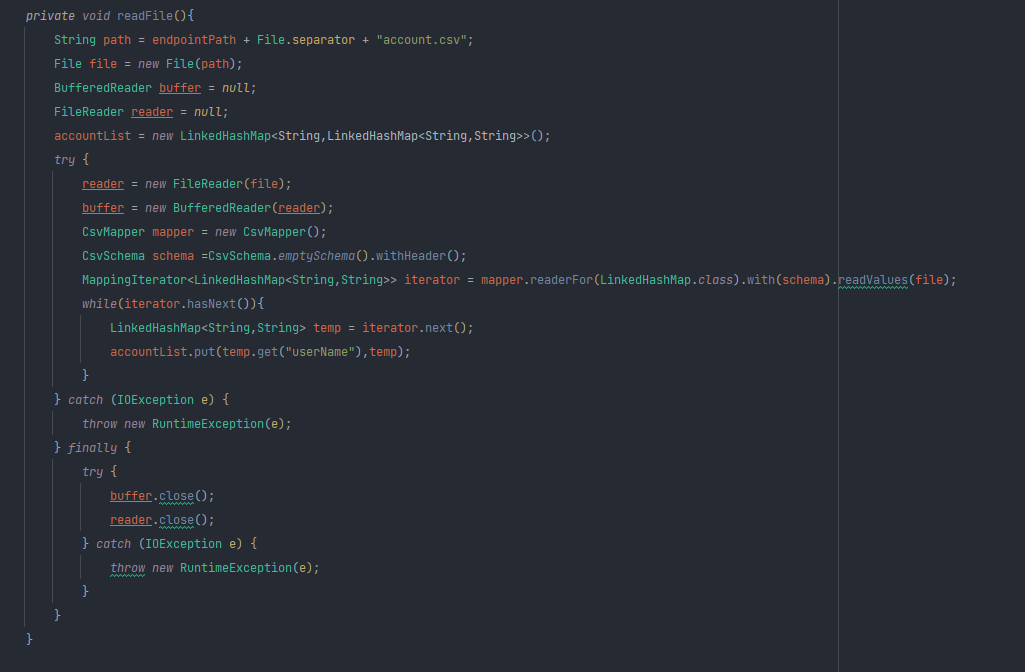 private void readFile(){
    String path = endpointPath + File.separator + "account.csv";
    File file = new File(path);
    BufferedReader buffer = null;
    FileReader reader = null;
    accountList = new LinkedHashMap<String,LinkedHashMap<String,String>>();
    try {
        reader = new FileReader(file);
        buffer = new BufferedReader(reader);
        CsvMapper mapper = new CsvMapper();
        CsvSchema schema =CsvSchema.emptySchema().withHeader();
        MappingIterator<LinkedHashMap<String,String>> iterator = mapper.readerFor(LinkedHashMap.class).with(schema).readValues(file);
        while(iterator.hasNext()){
            LinkedHashMap<String,String> temp = iterator.next();
            accountList.put(temp.get("userName"),temp);
        }
    } catch (IOException e) {
        throw new RuntimeException(e);
    } finally {
        try {
            buffer.close();
            reader.close();
        } catch (IOException e) {
            throw new RuntimeException(e);
        }
    }
}